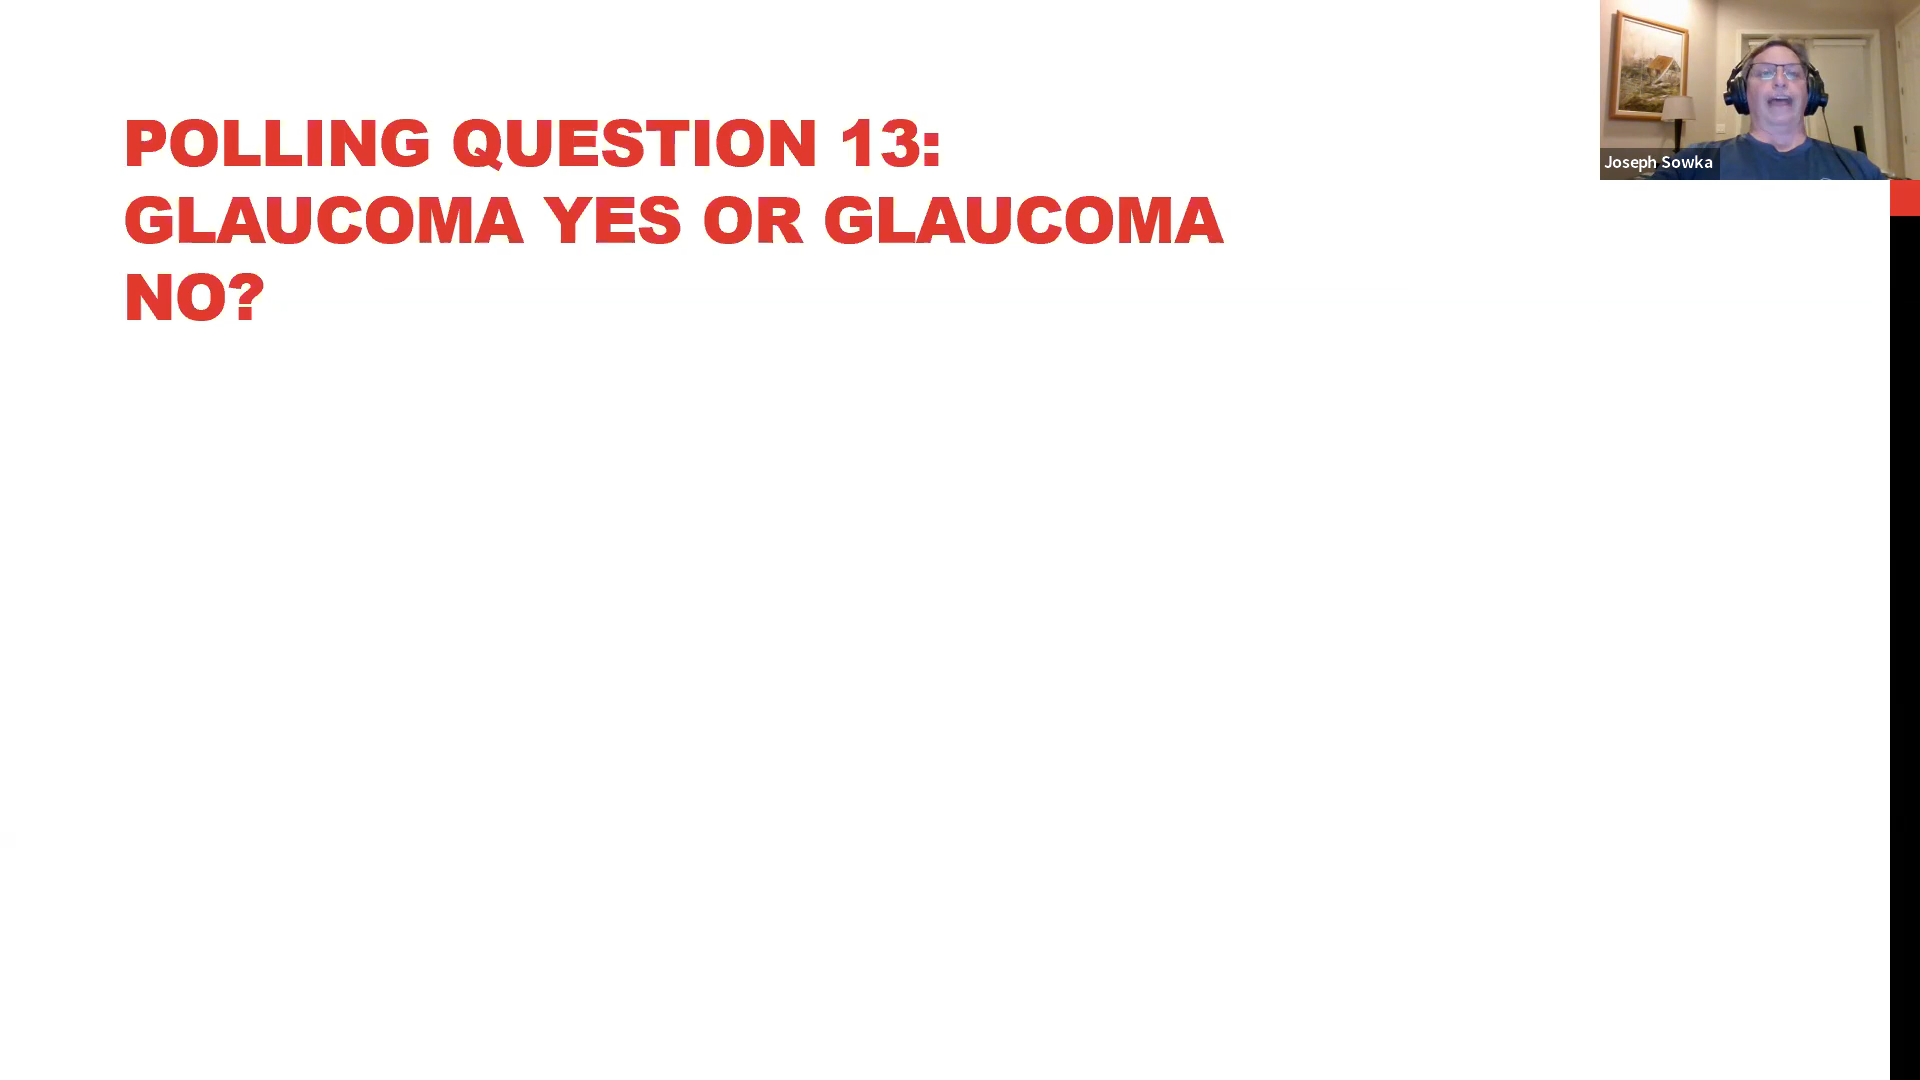 POLLING QUESTION 13:
GLAUCOMA YES OR GLAUCOMA
NO?
Joseph Sowka